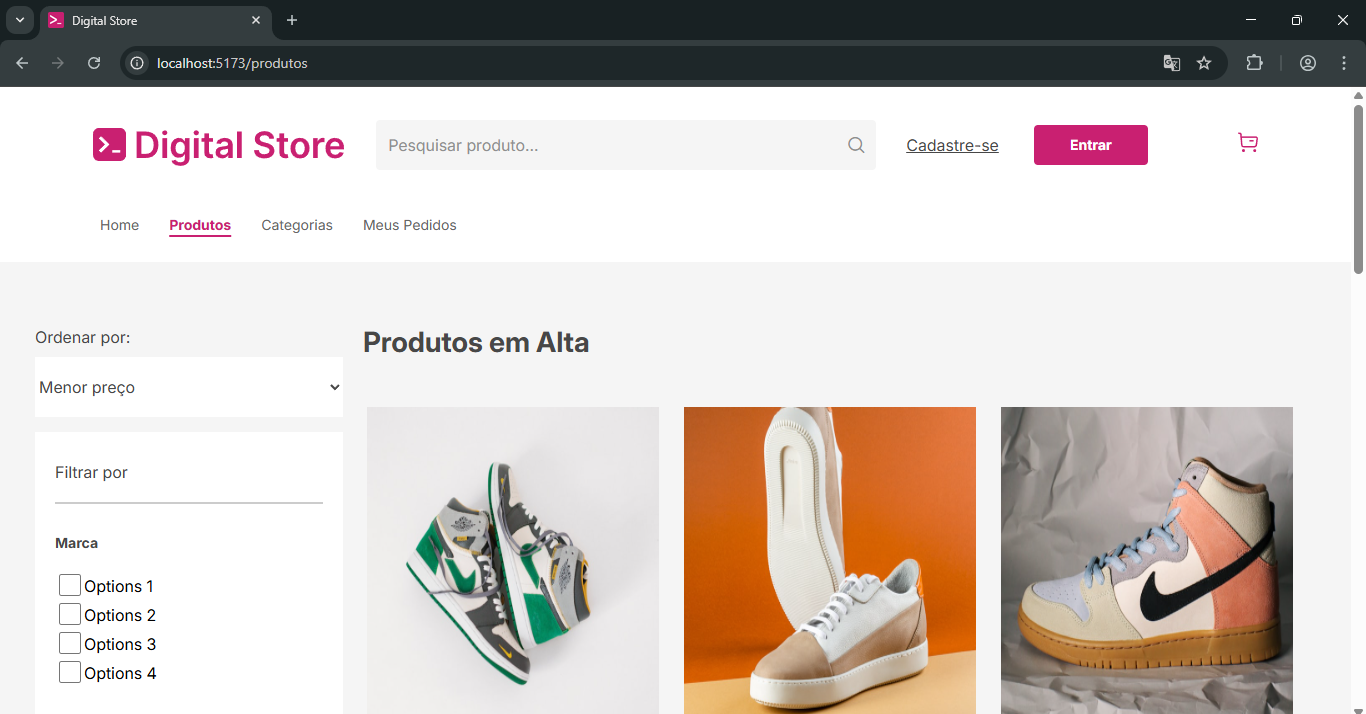 Digital Store
localhost:5173/produtos
Digital Store
Pesquisar produto...
Cadastre-se
Entrar
Home
Produtos
Categorias
Meus Pedidos
Ordenar por:
Produtos em Alta
Menor preço
Filtrar por
Marca
Options 1
Options 2
Options 3
Options 4